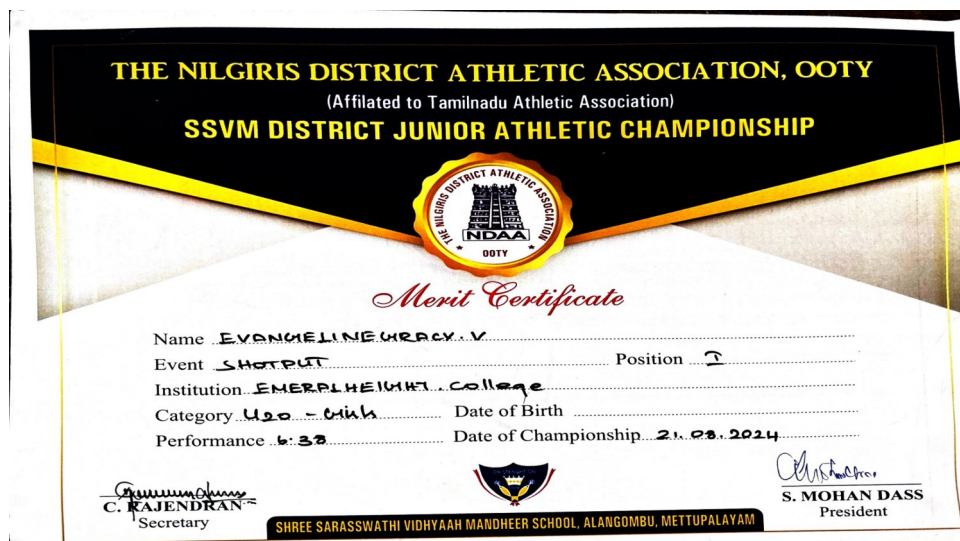 THE NILGIRIS DISTRICT ATHLETIC ASSOCIATION, OOTY
(Affilated to Tamilnadu Athletic Association)
SSVM DISTRICT JUNIOR ATHLETIC CHAMPIONSHIP
THE NILGIRIS DISTRICT ATHLETIC ASSOCIATION
NDAA
OOTY
Merit Certificate
Name EVANGELINEGRACY. V
Event SHOTPUT Position I
Institution EMERALHEIGHT. College
Category U20 - Girls Date of Birth
Performance 6:38 Date of Championship 21.08.2024
C. RAJENDRAN
Secretary
S. MOHAN DASS
President
SHREE SARASSWATHI VIDHYAAH MANDHEER SCHOOL, ALANGOMBU, METTUPALAYAM